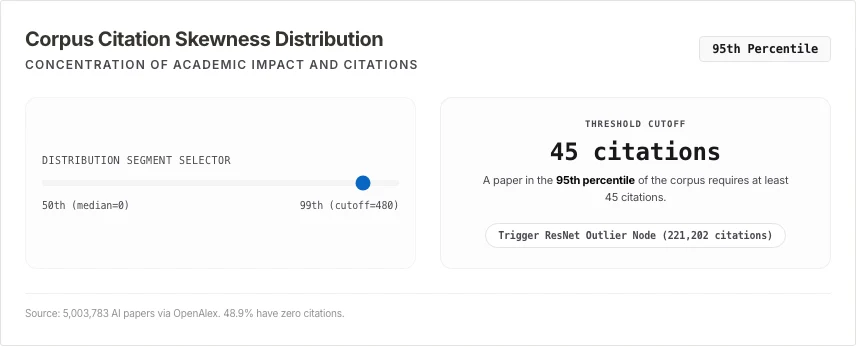 Corpus Citation Skewness Distribution
CONCENTRATION OF ACADEMIC IMPACT AND CITATIONS
95th Percentile
DISTRIBUTION SEGMENT SELECTOR
50th (median=0)
99th (cutoff=480)
THRESHOLD CUTOFF
45 citations
A paper in the 95th percentile of the corpus requires at least
45 citations.
Trigger ResNet Outlier Node (221,202 citations)
Source: 5,003,783 AI papers via OpenAlex. 48.9% have zero citations.